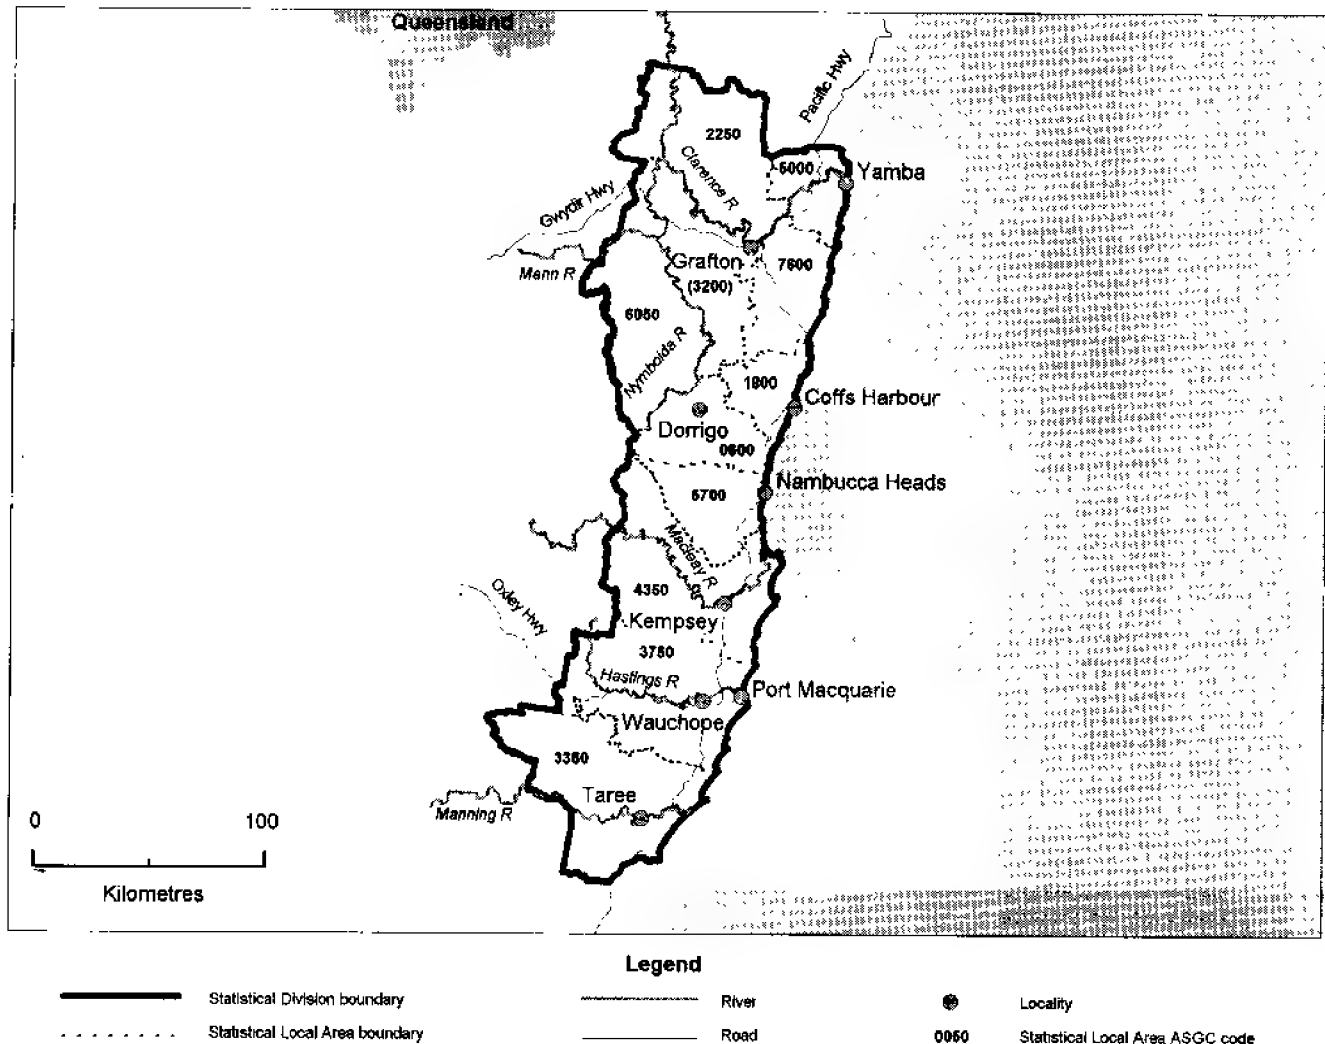 Queensland
Pacific Hwy
2250
Clarence R
5000
Yamba
Gwydir Hwy
Mann R
Grafton
(3200)
7600
6050
Nymboida R
1800
Coffs Harbour
Dorrigo
0600
Nambucca Heads
5700
Macleay R
4350
Oxley Hwy
Kempsey
3750
Hastings R
Port Macquarie
Wauchope
3350
Taree
Manning R
0 100
Kilometres
Legend
Statistical Division boundary
River
Locality
Statistical Local Area boundary
Road
0050 Statistical Local Area ASGC code